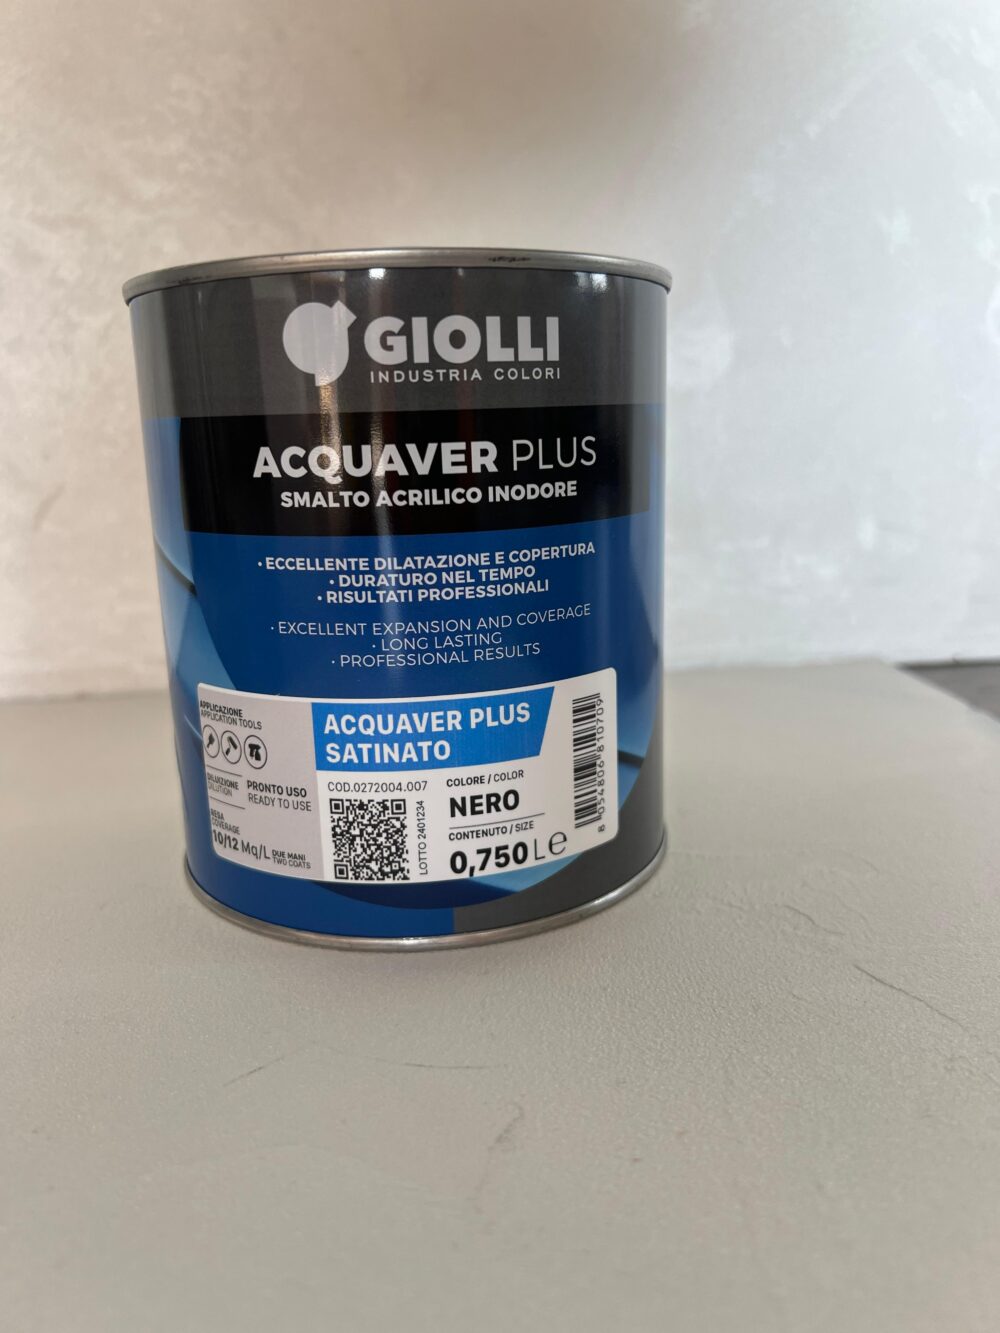 GIOLLI
INDUSTRIA COLORI
ACQUAVER PLUS
SMALTO ACRILICO INODORE
• ECCELLENTE DILATAZIONE E COPERTURA
• DURATURO NEL TEMPO
• RISULTATI PROFESSIONALI
• EXCELLENT EXPANSION AND COVERAGE
• LONG LASTING
• PROFESSIONAL RESULTS
APPLICAZIONE
APPLICATION TOOLS
DILUIZIONE
DILUTION
PRONTO USO
READY TO USE
RESA
COVERAGE
10/12 Mq/L DUE MANI
TWO COATS
ACQUAVER PLUS
SATINATO
COD.0272004.007
LOTTO 2401234
COLORE / COLOR
NERO
CONTENUTO / SIZE
0,750 L e
8 054806 810709